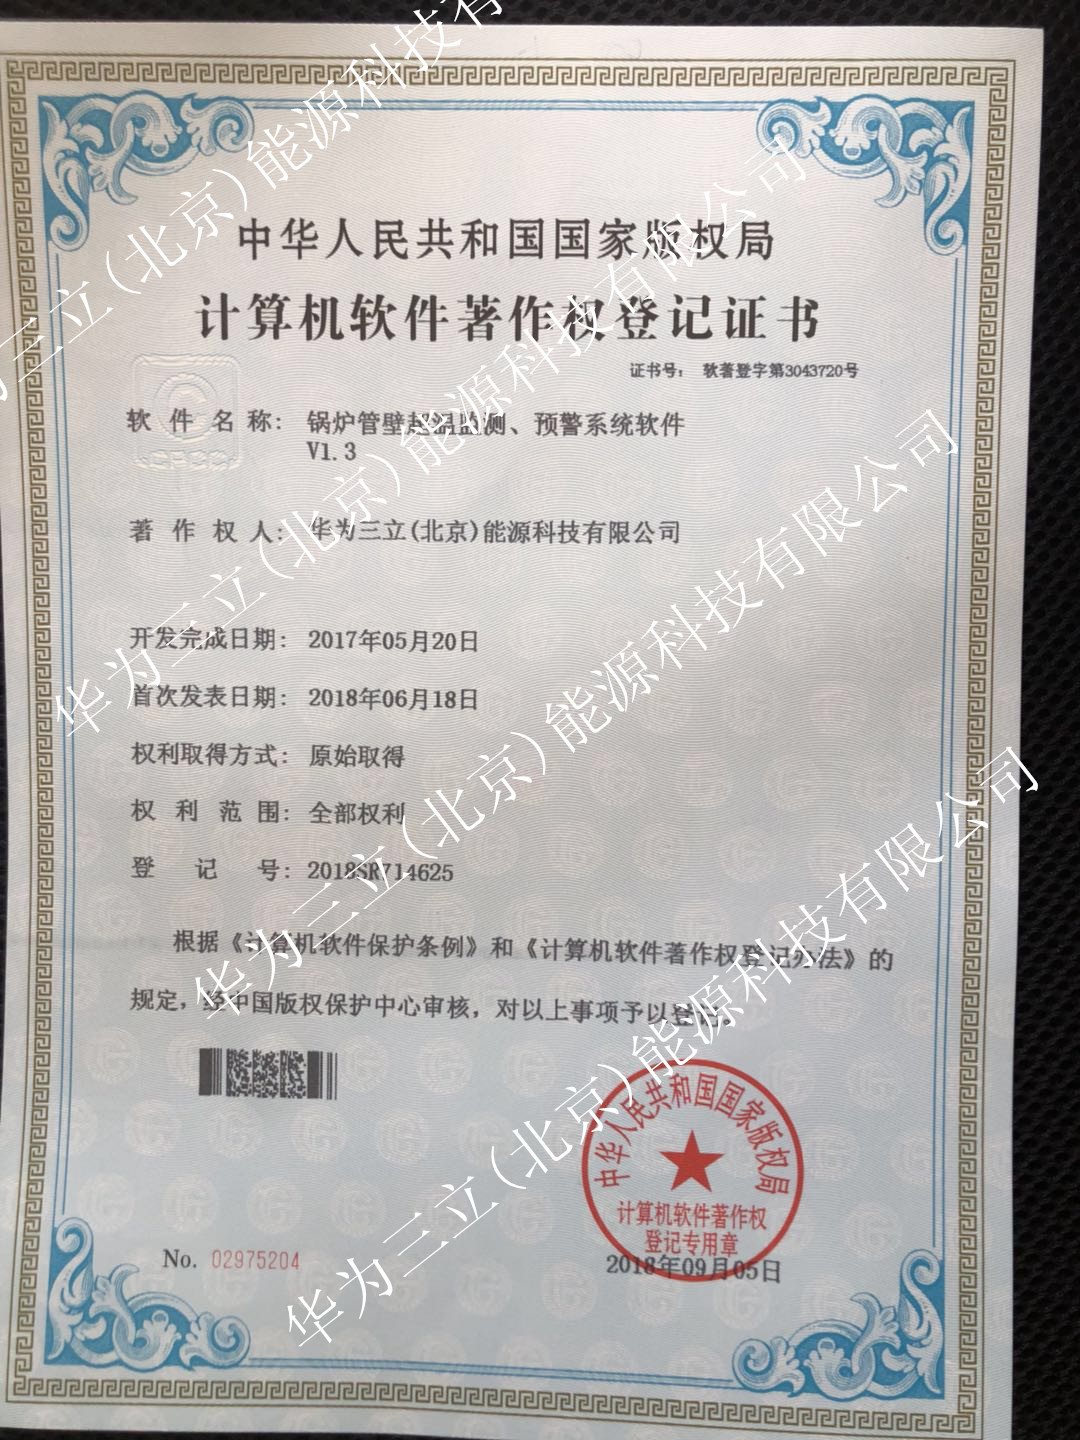 中华人民共和国国家版权局
计算机软件著作权登记证书
证书号： 软著登字第3043720号
软件名称： 锅炉管壁超温监测、预警系统软件
V1.3
著作权人： 华为三立(北京)能源科技有限公司
开发完成日期： 2017年05月20日
首次发表日期： 2018年06月18日
权利取得方式： 原始取得
权利范围： 全部权利
登记号： 2018SR714625
根据《计算机软件保护条例》和《计算机软件著作权登记办法》的
规定，经中国版权保护中心审核，对以上事项予以登记。
中华人民共和国国家版权局
计算机软件著作权
登记专用章
No. 02975204
2018年09月05日
华为三立(北京)能源科技有限公司
华为三立(北京)能源科技有限公司
华为三立(北京)能源科技有限公司
为三立(北京)能源科技有